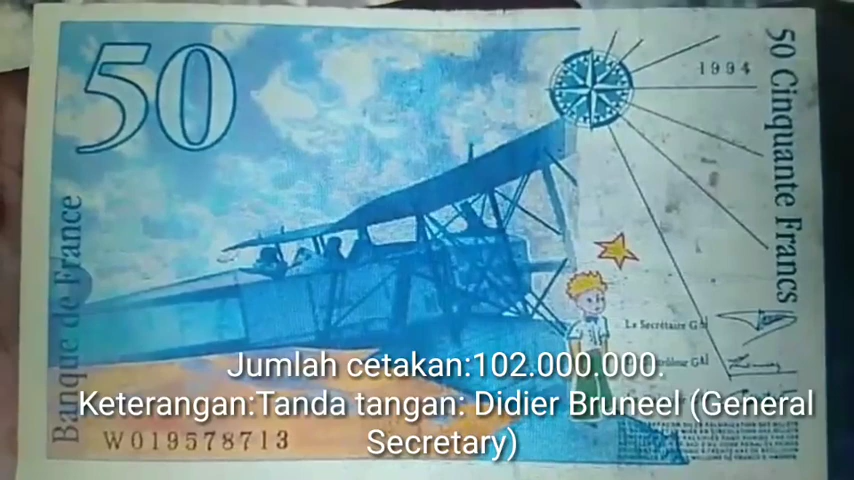 50
1994
50 Cinquante Francs
Banque de France
Le Secrétaire Gal
W019578713
Jumlah cetakan:102.000.000.
Keterangan:Tanda tangan: Didier Bruneel (General
Secretary)